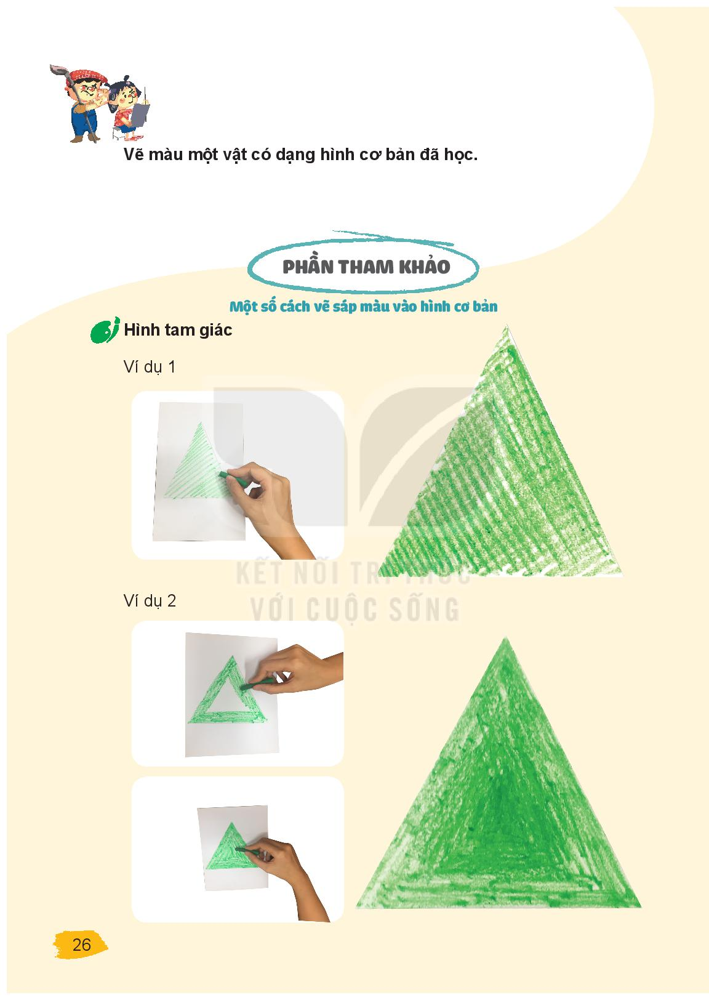 Vẽ màu một vật có dạng hình cơ bản đã học.
PHẦN THAM KHẢO
Một số cách vẽ sáp màu vào hình cơ bản
Hình tam giác
Ví dụ 1
KẾT NỐI TRI THỨC
VỚI CUỘC SỐNG
Ví dụ 2
26